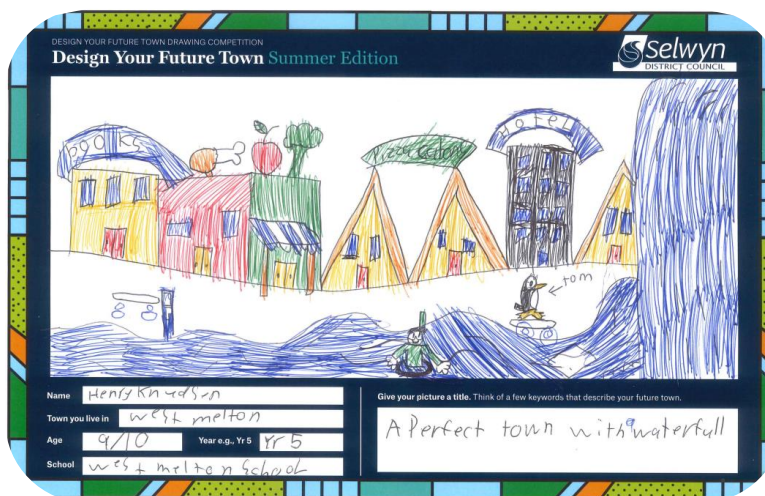 DESIGN YOUR FUTURE TOWN DRAWING COMPETITION
Design Your Future Town Summer Edition
Selwyn
DISTRICT COUNCIL
Books
Hotel
tom
Name Henry Knudsen
Town you live in west melton
Age 9/10 Year e.g., Yr 5 Yr 5
School west melton School
Give your picture a title. Think of a few keywords that describe your future town.
A Perfect town with a waterfull